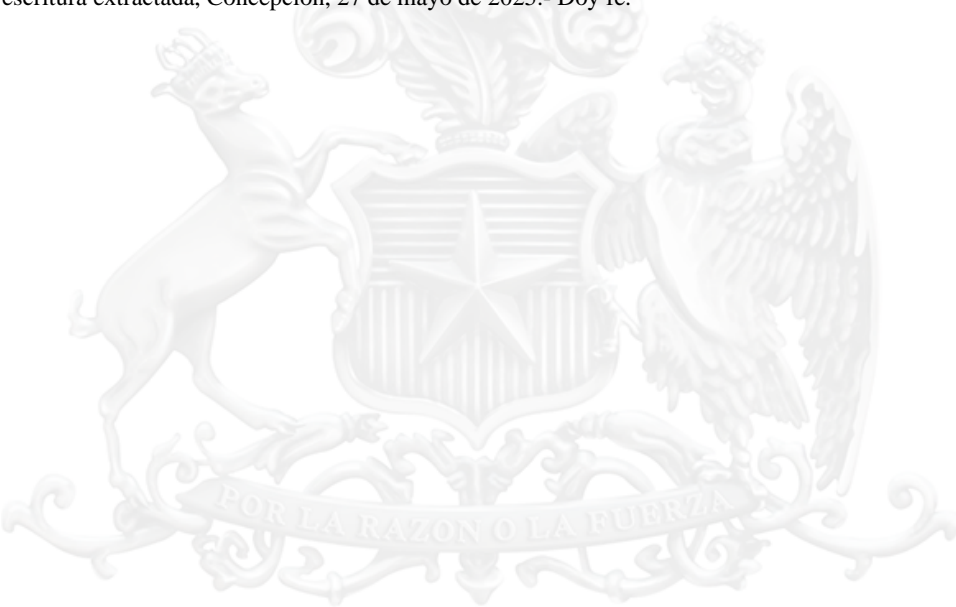 escritura extractada, Concepción, 27 de mayo de 2025.- Doy fe.
POR LA RAZON O LA FUERZA